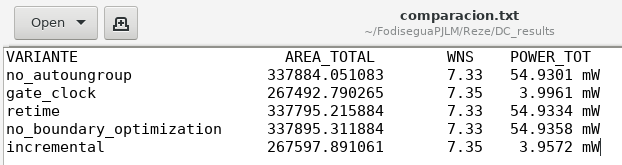 Open
comparacion.txt
~/FodiseguaPJLM/Reze/DC_results
VARIANTE AREA_TOTAL WNS POWER_TOT
no_autoungroup 337884.051083 7.33 54.9301 mW
gate_clock 267492.790265 7.35 3.9961 mW
retime 337795.215884 7.33 54.9334 mW
no_boundary_optimization 337895.311884 7.33 54.9358 mW
incremental 267597.891061 7.35 3.9572 mW